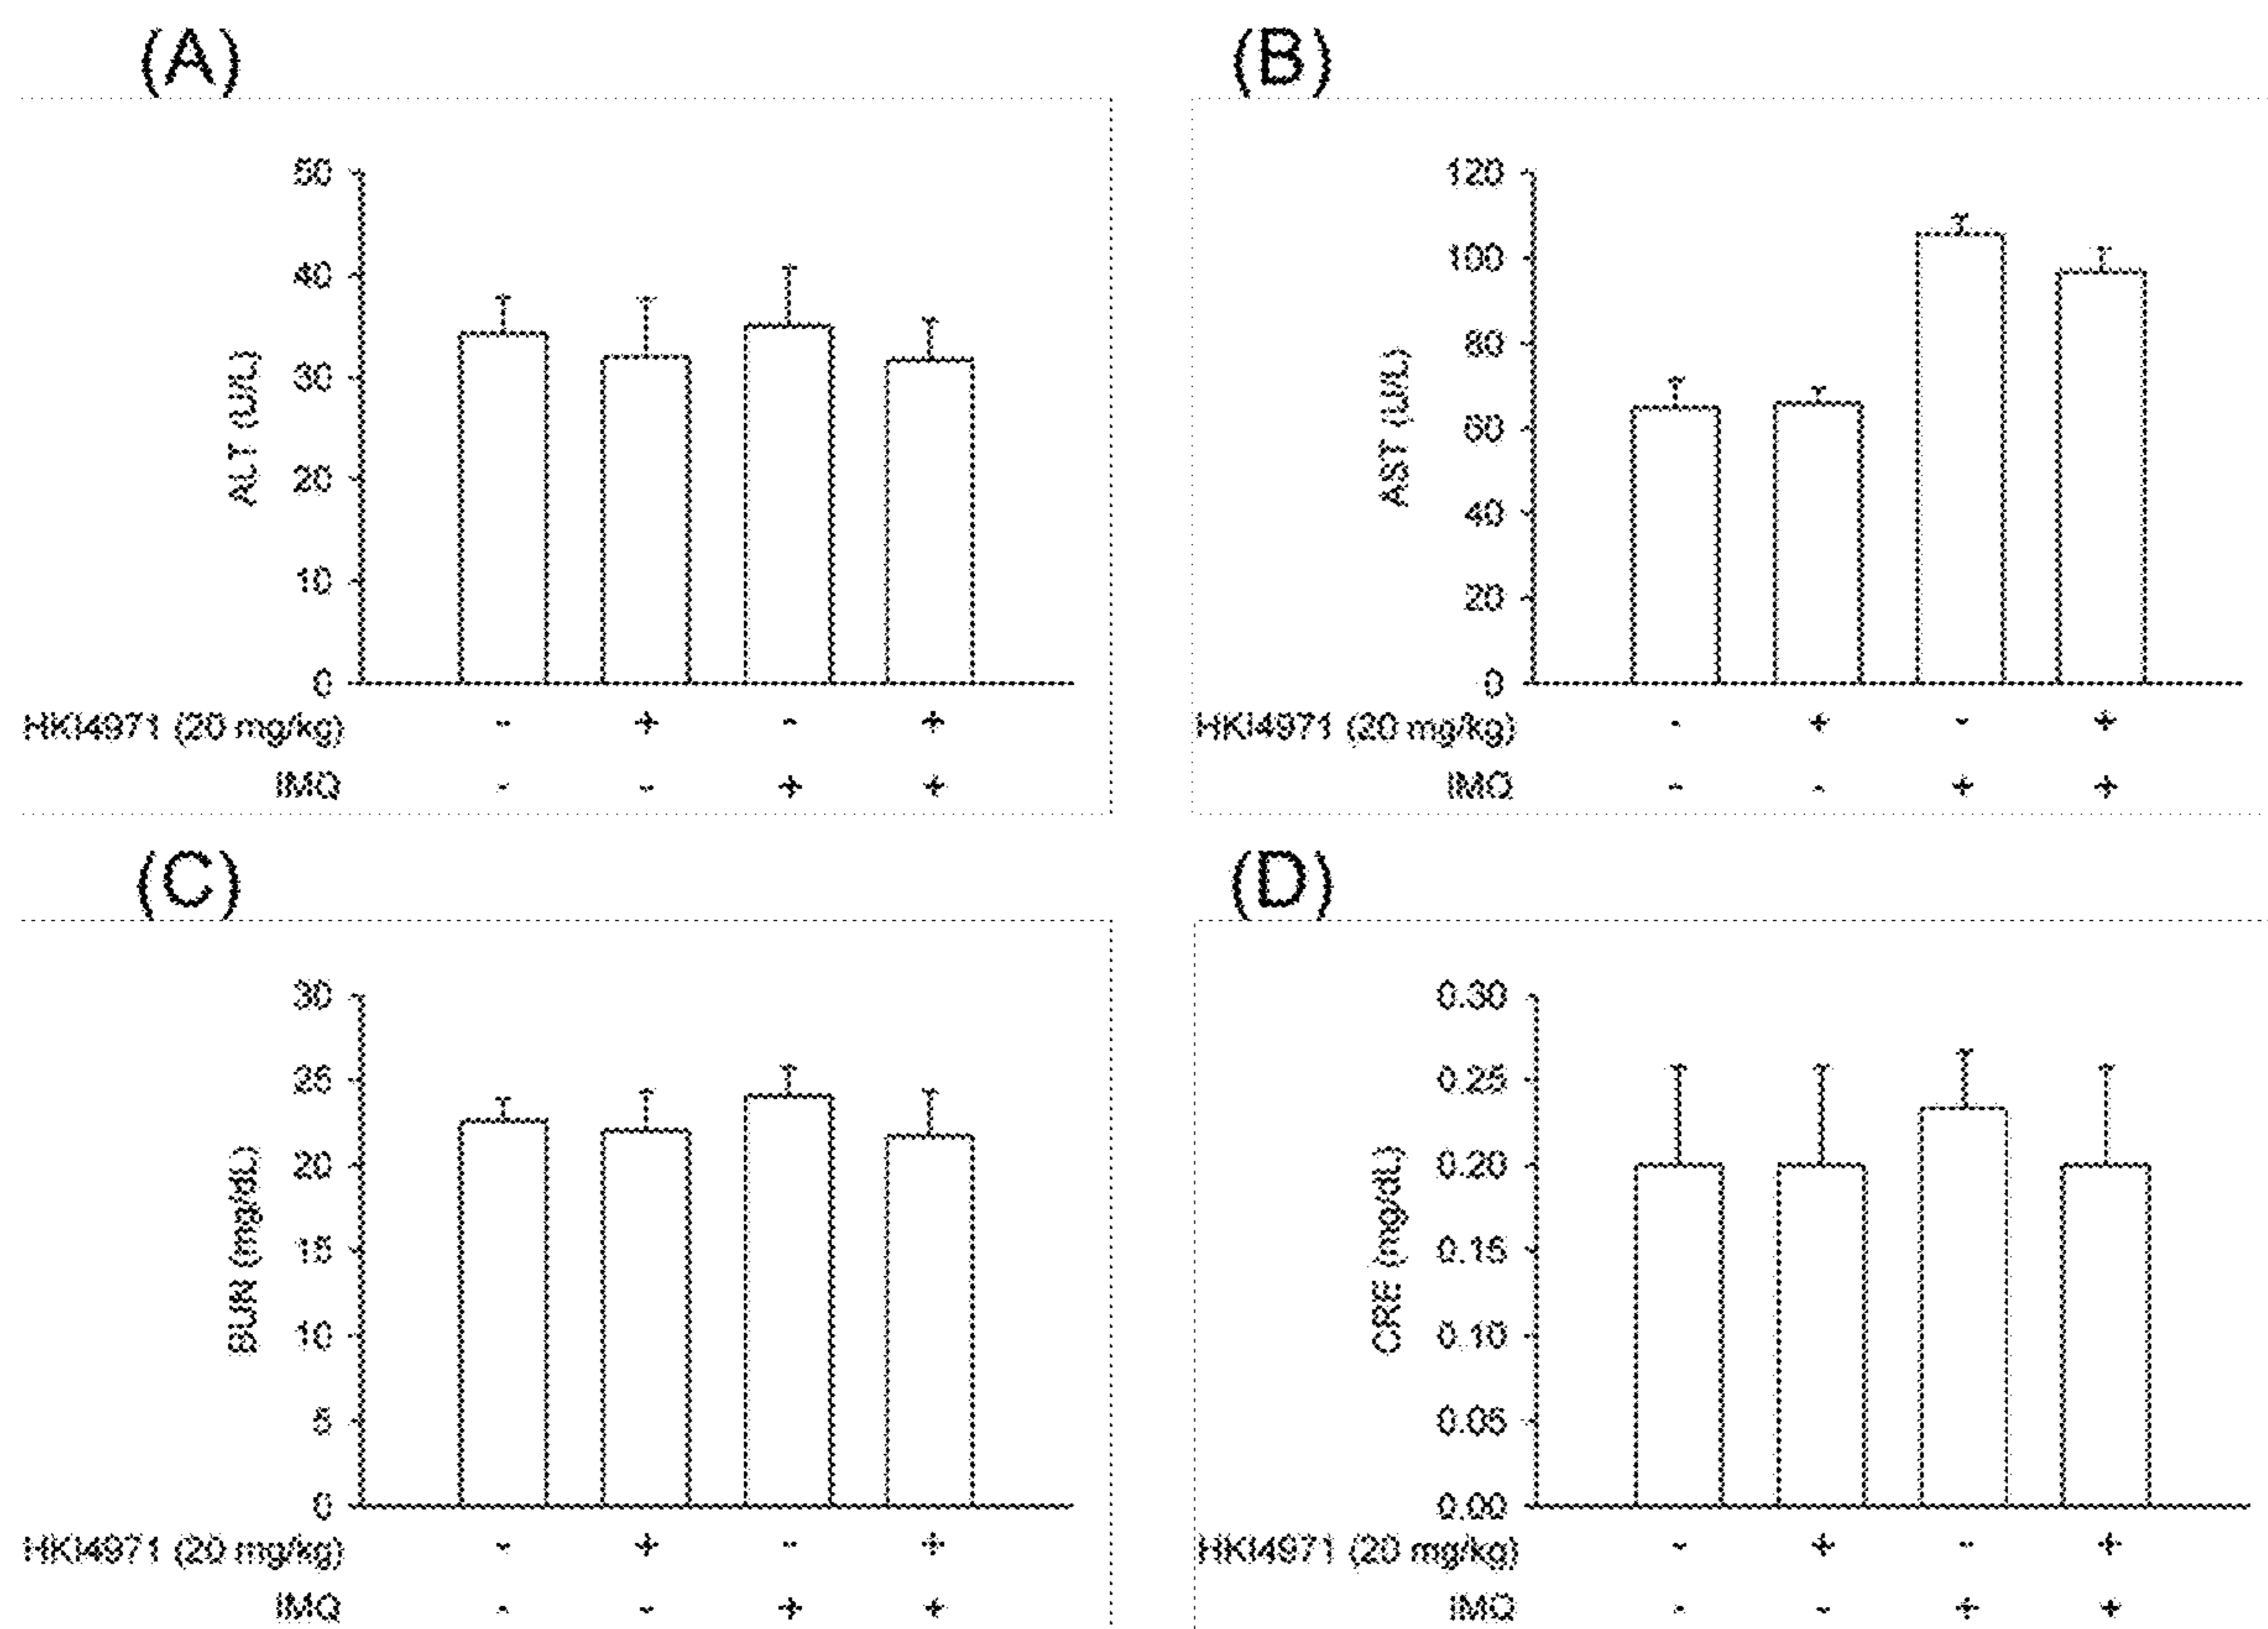 (A)
50
40
30
20
10
0
ALT (U/L)
HKI4971 (20 mg/kg) - + - +
IMQ - - + +
(B)
120
100
80
60
40
20
0
AST (U/L)
HKI4971 (20 mg/kg) - + - +
IMQ - - + +
(C)
30
25
20
15
10
5
0
BUN (mg/dL)
HKI4971 (20 mg/kg) - + - +
IMQ - - + +
(D)
0.30
0.25
0.20
0.15
0.10
0.05
0.00
CRE (mg/dL)
HKI4971 (20 mg/kg) - + - +
IMQ - - + +